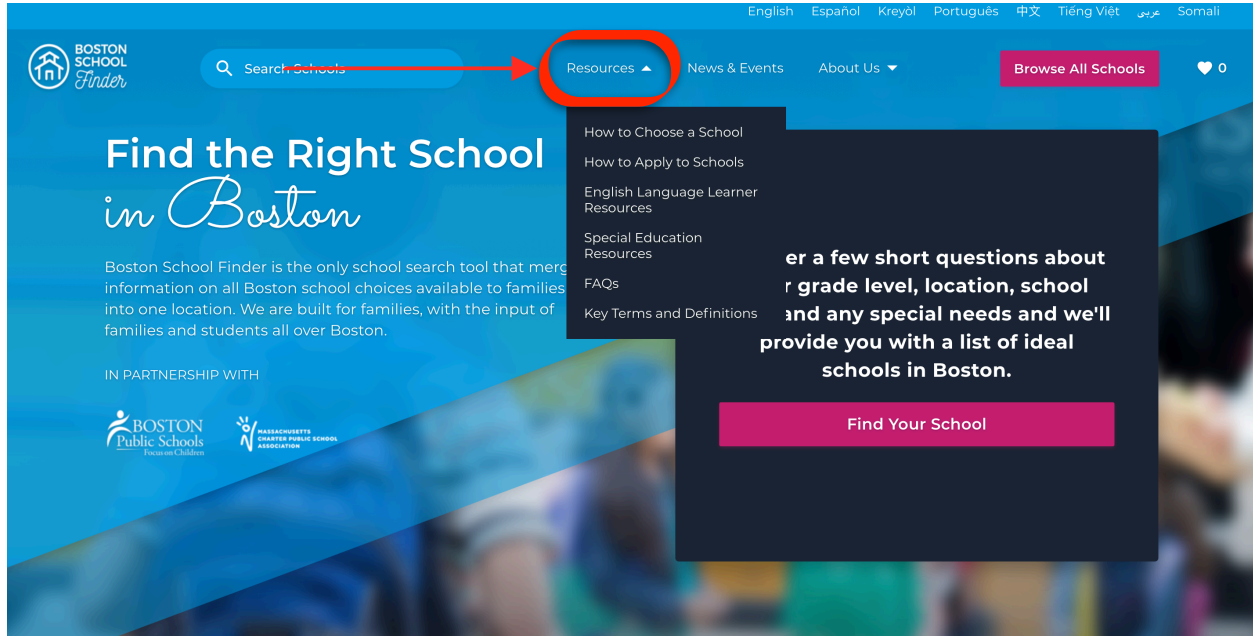 English Español Kreyòl Português 中文 Tiếng Việt عربى Somali
BOSTON
SCHOOL
Finder
Search Schools
Resources
News & Events
About Us
Browse All Schools
0
How to Choose a School
How to Apply to Schools
English Language Learner
Resources
Special Education
Resources
FAQs
Key Terms and Definitions
Find the Right School
in Boston
Boston School Finder is the only school search tool that merg
information on all Boston school choices available to families
into one location. We are built for families, with the input of
families and students all over Boston.
IN PARTNERSHIP WITH
BOSTON
Public Schools
Focus on Children
MASSACHUSETTS
CHARTER PUBLIC SCHOOL
ASSOCIATION
er a few short questions about
r grade level, location, school
and any special needs and we'll
provide you with a list of ideal
schools in Boston.
Find Your School